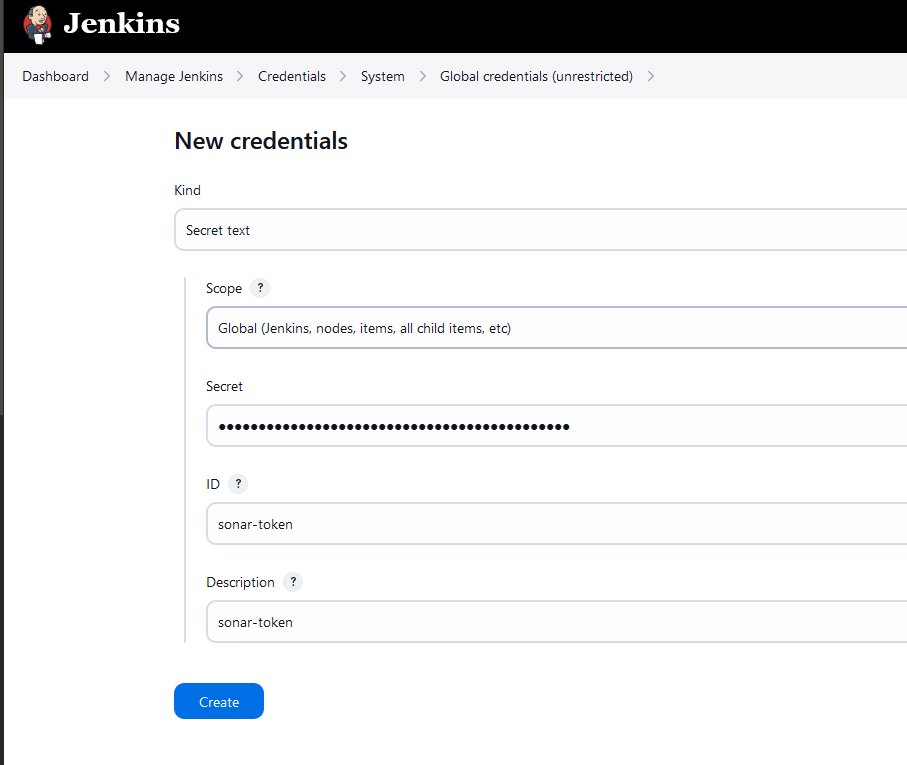 Jenkins
Dashboard > Manage Jenkins > Credentials > System > Global credentials (unrestricted) >
New credentials
Kind
Secret text
Scope ?
Global (Jenkins, nodes, items, all child items, etc)
Secret
••••••••••••••••••••••••••••••••••••••••••••
ID ?
sonar-token
Description ?
sonar-token
Create